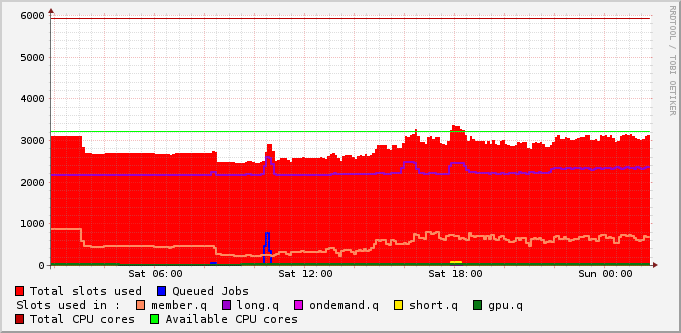 6000
5000
4000
3000
2000
1000
0
Sat 06:00 Sat 12:00 Sat 18:00 Sun 00:00
RRDTOOL / TOBI OETIKER
Total slots used Queued Jobs
Slots used in : member.q long.q ondemand.q short.q gpu.q
Total CPU cores Available CPU cores